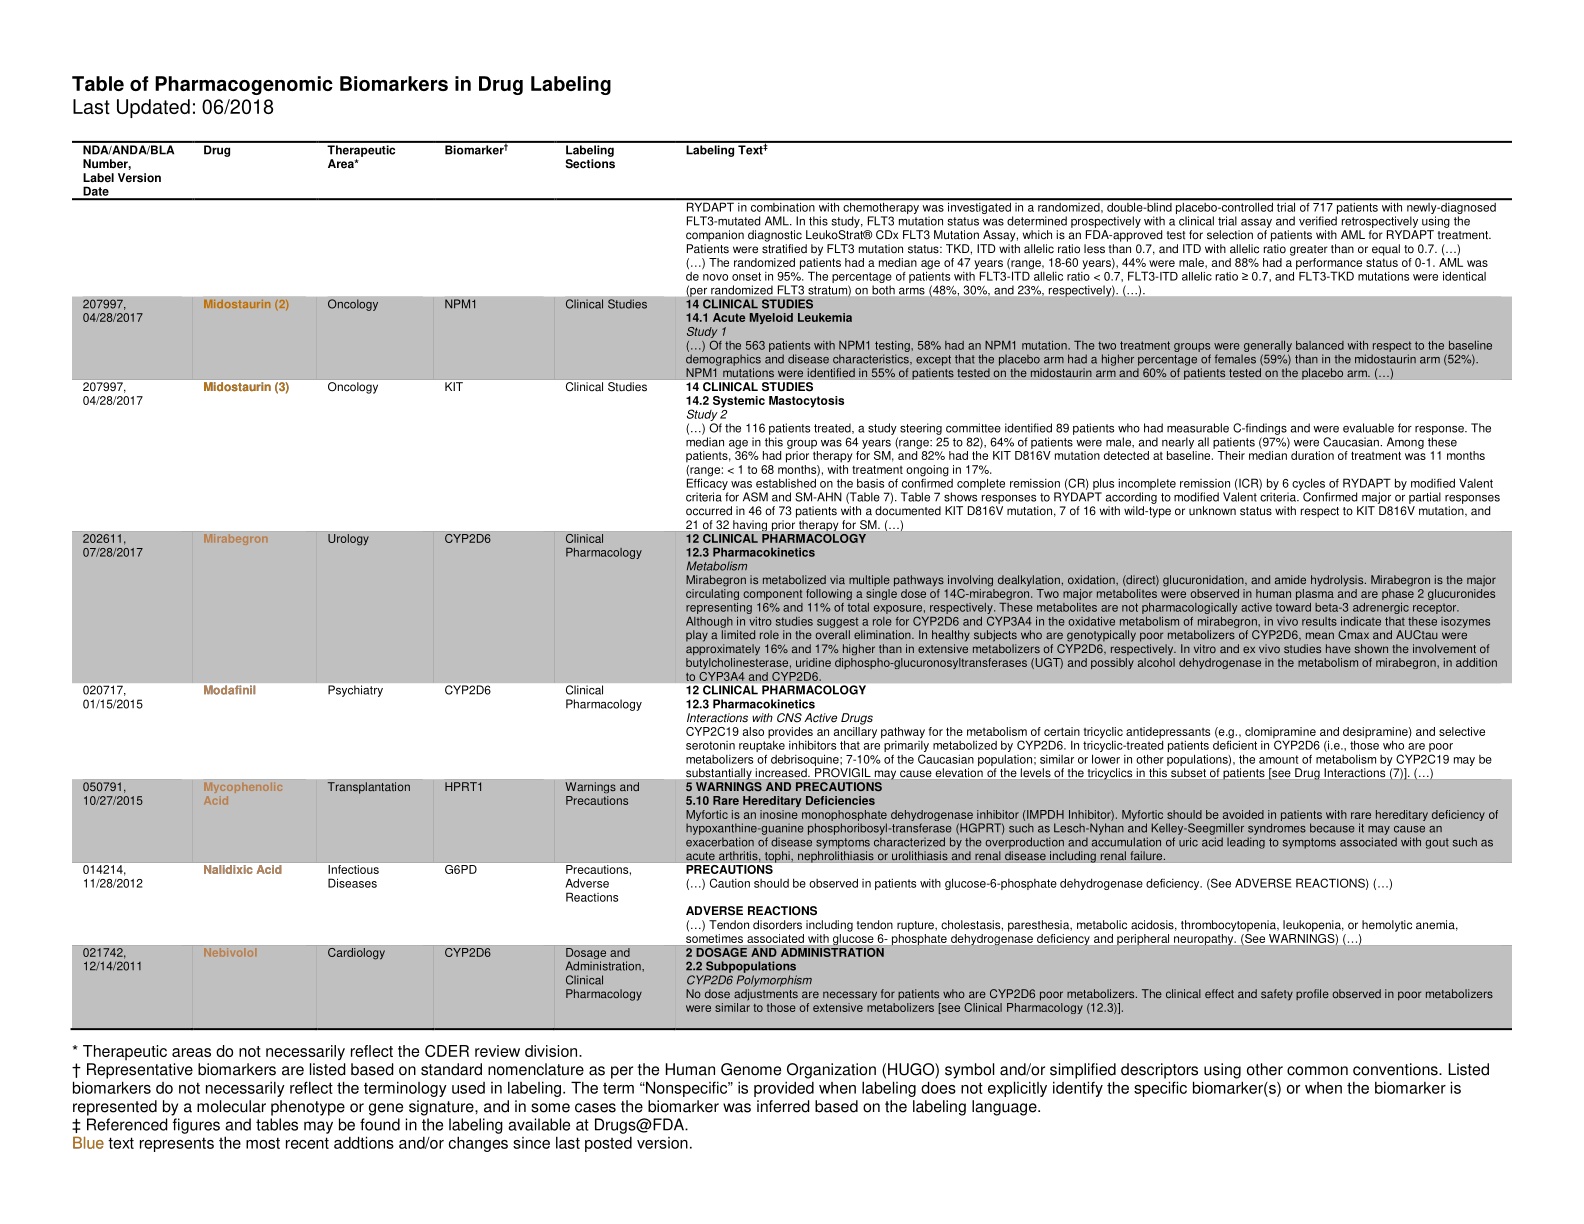 Table of Pharmacogenomic Biomarkers in Drug Labeling
Last Updated: 06/2018
NDA/ANDA/BLA Number, Label Version Date
Drug
Therapeutic Area*
Biomarker†
Labeling Sections
Labeling Text‡
RYDAPT in combination with chemotherapy was investigated in a randomized, double-blind placebo-controlled trial of 717 patients with newly-diagnosed
FLT3-mutated AML. In this study, FLT3 mutation status was determined prospectively with a clinical trial assay and verified retrospectively using the
companion diagnostic LeukoStrat® CDx FLT3 Mutation Assay, which is an FDA-approved test for selection of patients with AML for RYDAPT treatment.
Patients were stratified by FLT3 mutation status: TKD, ITD with allelic ratio less than 0.7, and ITD with allelic ratio greater than or equal to 0.7. (…)
(…) The randomized patients had a median age of 47 years (range, 18-60 years), 44% were male, and 88% had a performance status of 0-1. AML was
de novo onset in 95%. The percentage of patients with FLT3-ITD allelic ratio < 0.7, FLT3-ITD allelic ratio ≥ 0.7, and FLT3-TKD mutations were identical
(per randomized FLT3 stratum) on both arms (48%, 30%, and 23%, respectively). (…).
207997,
04/28/2017
Midostaurin (2)
Oncology
NPM1
Clinical Studies
14 CLINICAL STUDIES
14.1 Acute Myeloid Leukemia
Study 1
(…) Of the 563 patients with NPM1 testing, 58% had an NPM1 mutation. The two treatment groups were generally balanced with respect to the baseline
demographics and disease characteristics, except that the placebo arm had a higher percentage of females (59%) than in the midostaurin arm (52%).
NPM1 mutations were identified in 55% of patients tested on the midostaurin arm and 60% of patients tested on the placebo arm. (…)
207997,
04/28/2017
Midostaurin (3)
Oncology
KIT
Clinical Studies
14 CLINICAL STUDIES
14.2 Systemic Mastocytosis
Study 2
(…) Of the 116 patients treated, a study steering committee identified 89 patients who had measurable C-findings and were evaluable for response. The
median age in this group was 64 years (range: 25 to 82), 64% of patients were male, and nearly all patients (97%) were Caucasian. Among these
patients, 36% had prior therapy for SM, and 82% had the KIT D816V mutation detected at baseline. Their median duration of treatment was 11 months
(range: < 1 to 68 months), with treatment ongoing in 17%.
Efficacy was established on the basis of confirmed complete remission (CR) plus incomplete remission (ICR) by 6 cycles of RYDAPT by modified Valent
criteria for ASM and SM-AHN (Table 7). Table 7 shows responses to RYDAPT according to modified Valent criteria. Confirmed major or partial responses
occurred in 46 of 73 patients with a documented KIT D816V mutation, 7 of 16 with wild-type or unknown status with respect to KIT D816V mutation, and
21 of 32 having prior therapy for SM. (…)
202611,
07/28/2017
Mirabegron
Urology
CYP2D6
Clinical
Pharmacology
12 CLINICAL PHARMACOLOGY
12.3 Pharmacokinetics
Metabolism
Mirabegron is metabolized via multiple pathways involving dealkylation, oxidation, (direct) glucuronidation, and amide hydrolysis. Mirabegron is the major
circulating component following a single dose of 14C-mirabegron. Two major metabolites were observed in human plasma and are phase 2 glucuronides
representing 16% and 11% of total exposure, respectively. These metabolites are not pharmacologically active toward beta-3 adrenergic receptor.
Although in vitro studies suggest a role for CYP2D6 and CYP3A4 in the oxidative metabolism of mirabegron, in vivo results indicate that these isozymes
play a limited role in the overall elimination. In healthy subjects who are genotypically poor metabolizers of CYP2D6, mean Cmax and AUCtau were
approximately 16% and 17% higher than in extensive metabolizers of CYP2D6, respectively. In vitro and ex vivo studies have shown the involvement of
butylcholinesterase, uridine diphospho-glucuronosyltransferases (UGT) and possibly alcohol dehydrogenase in the metabolism of mirabegron, in addition
to CYP3A4 and CYP2D6.
020717,
01/15/2015
Modafinil
Psychiatry
CYP2D6
Clinical
Pharmacology
12 CLINICAL PHARMACOLOGY
12.3 Pharmacokinetics
Interactions with CNS Active Drugs
CYP2C19 also provides an ancillary pathway for the metabolism of certain tricyclic antidepressants (e.g., clomipramine and desipramine) and selective
serotonin reuptake inhibitors that are primarily metabolized by CYP2D6. In tricyclic-treated patients deficient in CYP2D6 (i.e., those who are poor
metabolizers of debrisoquine; 7-10% of the Caucasian population; similar or lower in other populations), the amount of metabolism by CYP2C19 may be
substantially increased. PROVIGIL may cause elevation of the levels of the tricyclics in this subset of patients [see Drug Interactions (7)]. (…)
050791,
10/27/2015
Mycophenolic
Acid
Transplantation
HPRT1
Warnings and
Precautions
5 WARNINGS AND PRECAUTIONS
5.10 Rare Hereditary Deficiencies
Myfortic is an inosine monophosphate dehydrogenase inhibitor (IMPDH Inhibitor). Myfortic should be avoided in patients with rare hereditary deficiency of
hypoxanthine-guanine phosphoribosyl-transferase (HGPRT) such as Lesch-Nyhan and Kelley-Seegmiller syndromes because it may cause an
exacerbation of disease symptoms characterized by the overproduction and accumulation of uric acid leading to symptoms associated with gout such as
acute arthritis, tophi, nephrolithiasis or urolithiasis and renal disease including renal failure.
014214,
11/28/2012
Nalidixic Acid
Infectious
Diseases
G6PD
Precautions,
Adverse
Reactions
PRECAUTIONS
(…) Caution should be observed in patients with glucose-6-phosphate dehydrogenase deficiency. (See ADVERSE REACTIONS) (…)
ADVERSE REACTIONS
(…) Tendon disorders including tendon rupture, cholestasis, paresthesia, metabolic acidosis, thrombocytopenia, leukopenia, or hemolytic anemia,
sometimes associated with glucose 6- phosphate dehydrogenase deficiency and peripheral neuropathy. (See WARNINGS) (…)
021742,
12/14/2011
Nebivolol
Cardiology
CYP2D6
Dosage and
Administration,
Clinical
Pharmacology
2 DOSAGE AND ADMINISTRATION
2.2 Subpopulations
CYP2D6 Polymorphism
No dose adjustments are necessary for patients who are CYP2D6 poor metabolizers. The clinical effect and safety profile observed in poor metabolizers
were similar to those of extensive metabolizers [see Clinical Pharmacology (12.3)].
* Therapeutic areas do not necessarily reflect the CDER review division.
† Representative biomarkers are listed based on standard nomenclature as per the Human Genome Organization (HUGO) symbol and/or simplified descriptors using other common conventions. Listed
biomarkers do not necessarily reflect the terminology used in labeling. The term “Nonspecific” is provided when labeling does not explicitly identify the specific biomarker(s) or when the biomarker is
represented by a molecular phenotype or gene signature, and in some cases the biomarker was inferred based on the labeling language.
‡ Referenced figures and tables may be found in the labeling available at Drugs@FDA.
Blue text represents the most recent addtions and/or changes since last posted version.